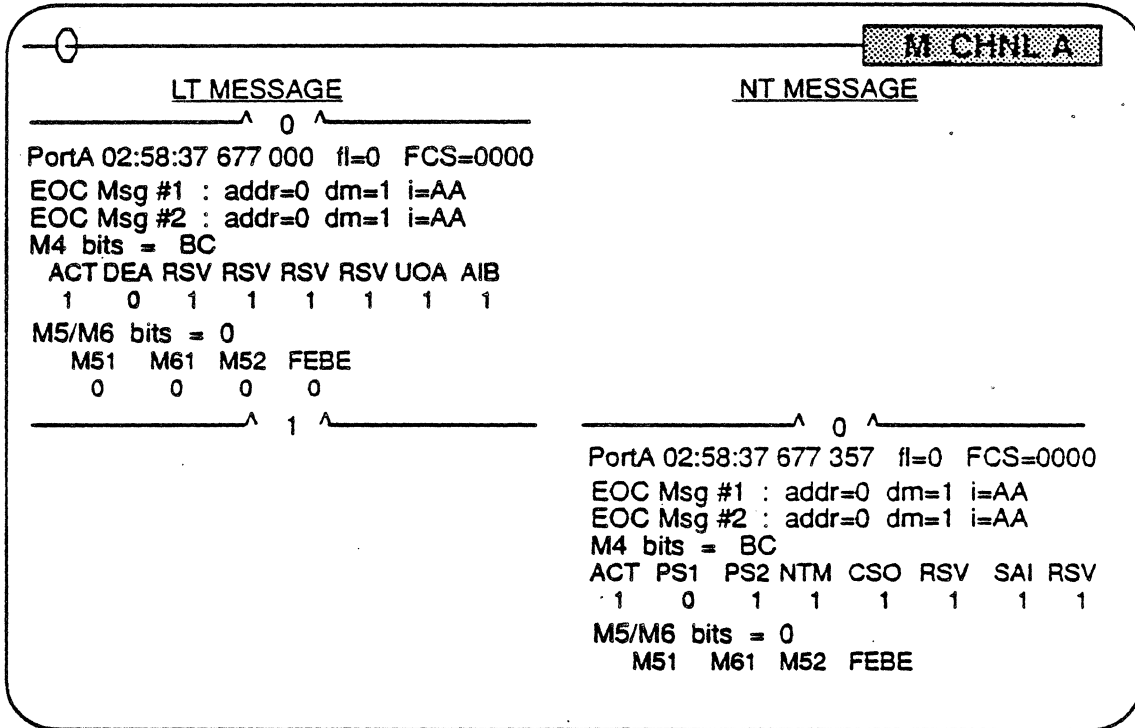 M_CHNL A
LT MESSAGE
NT MESSAGE
^ 0 ^
PortA 02:58:37 677 000 fl=0 FCS=0000
EOC Msg #1 : addr=0 dm=1 i=AA
EOC Msg #2 : addr=0 dm=1 i=AA
M4 bits = BC
ACT DEA RSV RSV RSV RSV UOA AIB
1 0 1 1 1 1 1 1
M5/M6 bits = 0
M51 M61 M52 FEBE
0 0 0 0
^ 1 ^
^ 0 ^
PortA 02:58:37 677 357 fl=0 FCS=0000
EOC Msg #1 : addr=0 dm=1 i=AA
EOC Msg #2 : addr=0 dm=1 i=AA
M4 bits = BC
ACT PS1 PS2 NTM CSO RSV SAI RSV
1 0 1 1 1 1 1 1
M5/M6 bits = 0
M51 M61 M52 FEBE